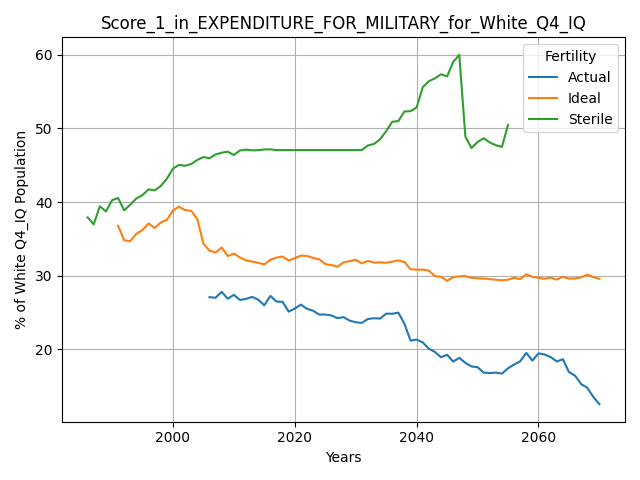 Score_1_in_EXPENDITURE_FOR_MILITARY_for_White_Q4_IQ
Fertility
Actual
Ideal
Sterile
% of White Q4_IQ Population
60
50
40
30
20
2000
2020
2040
2060
Years